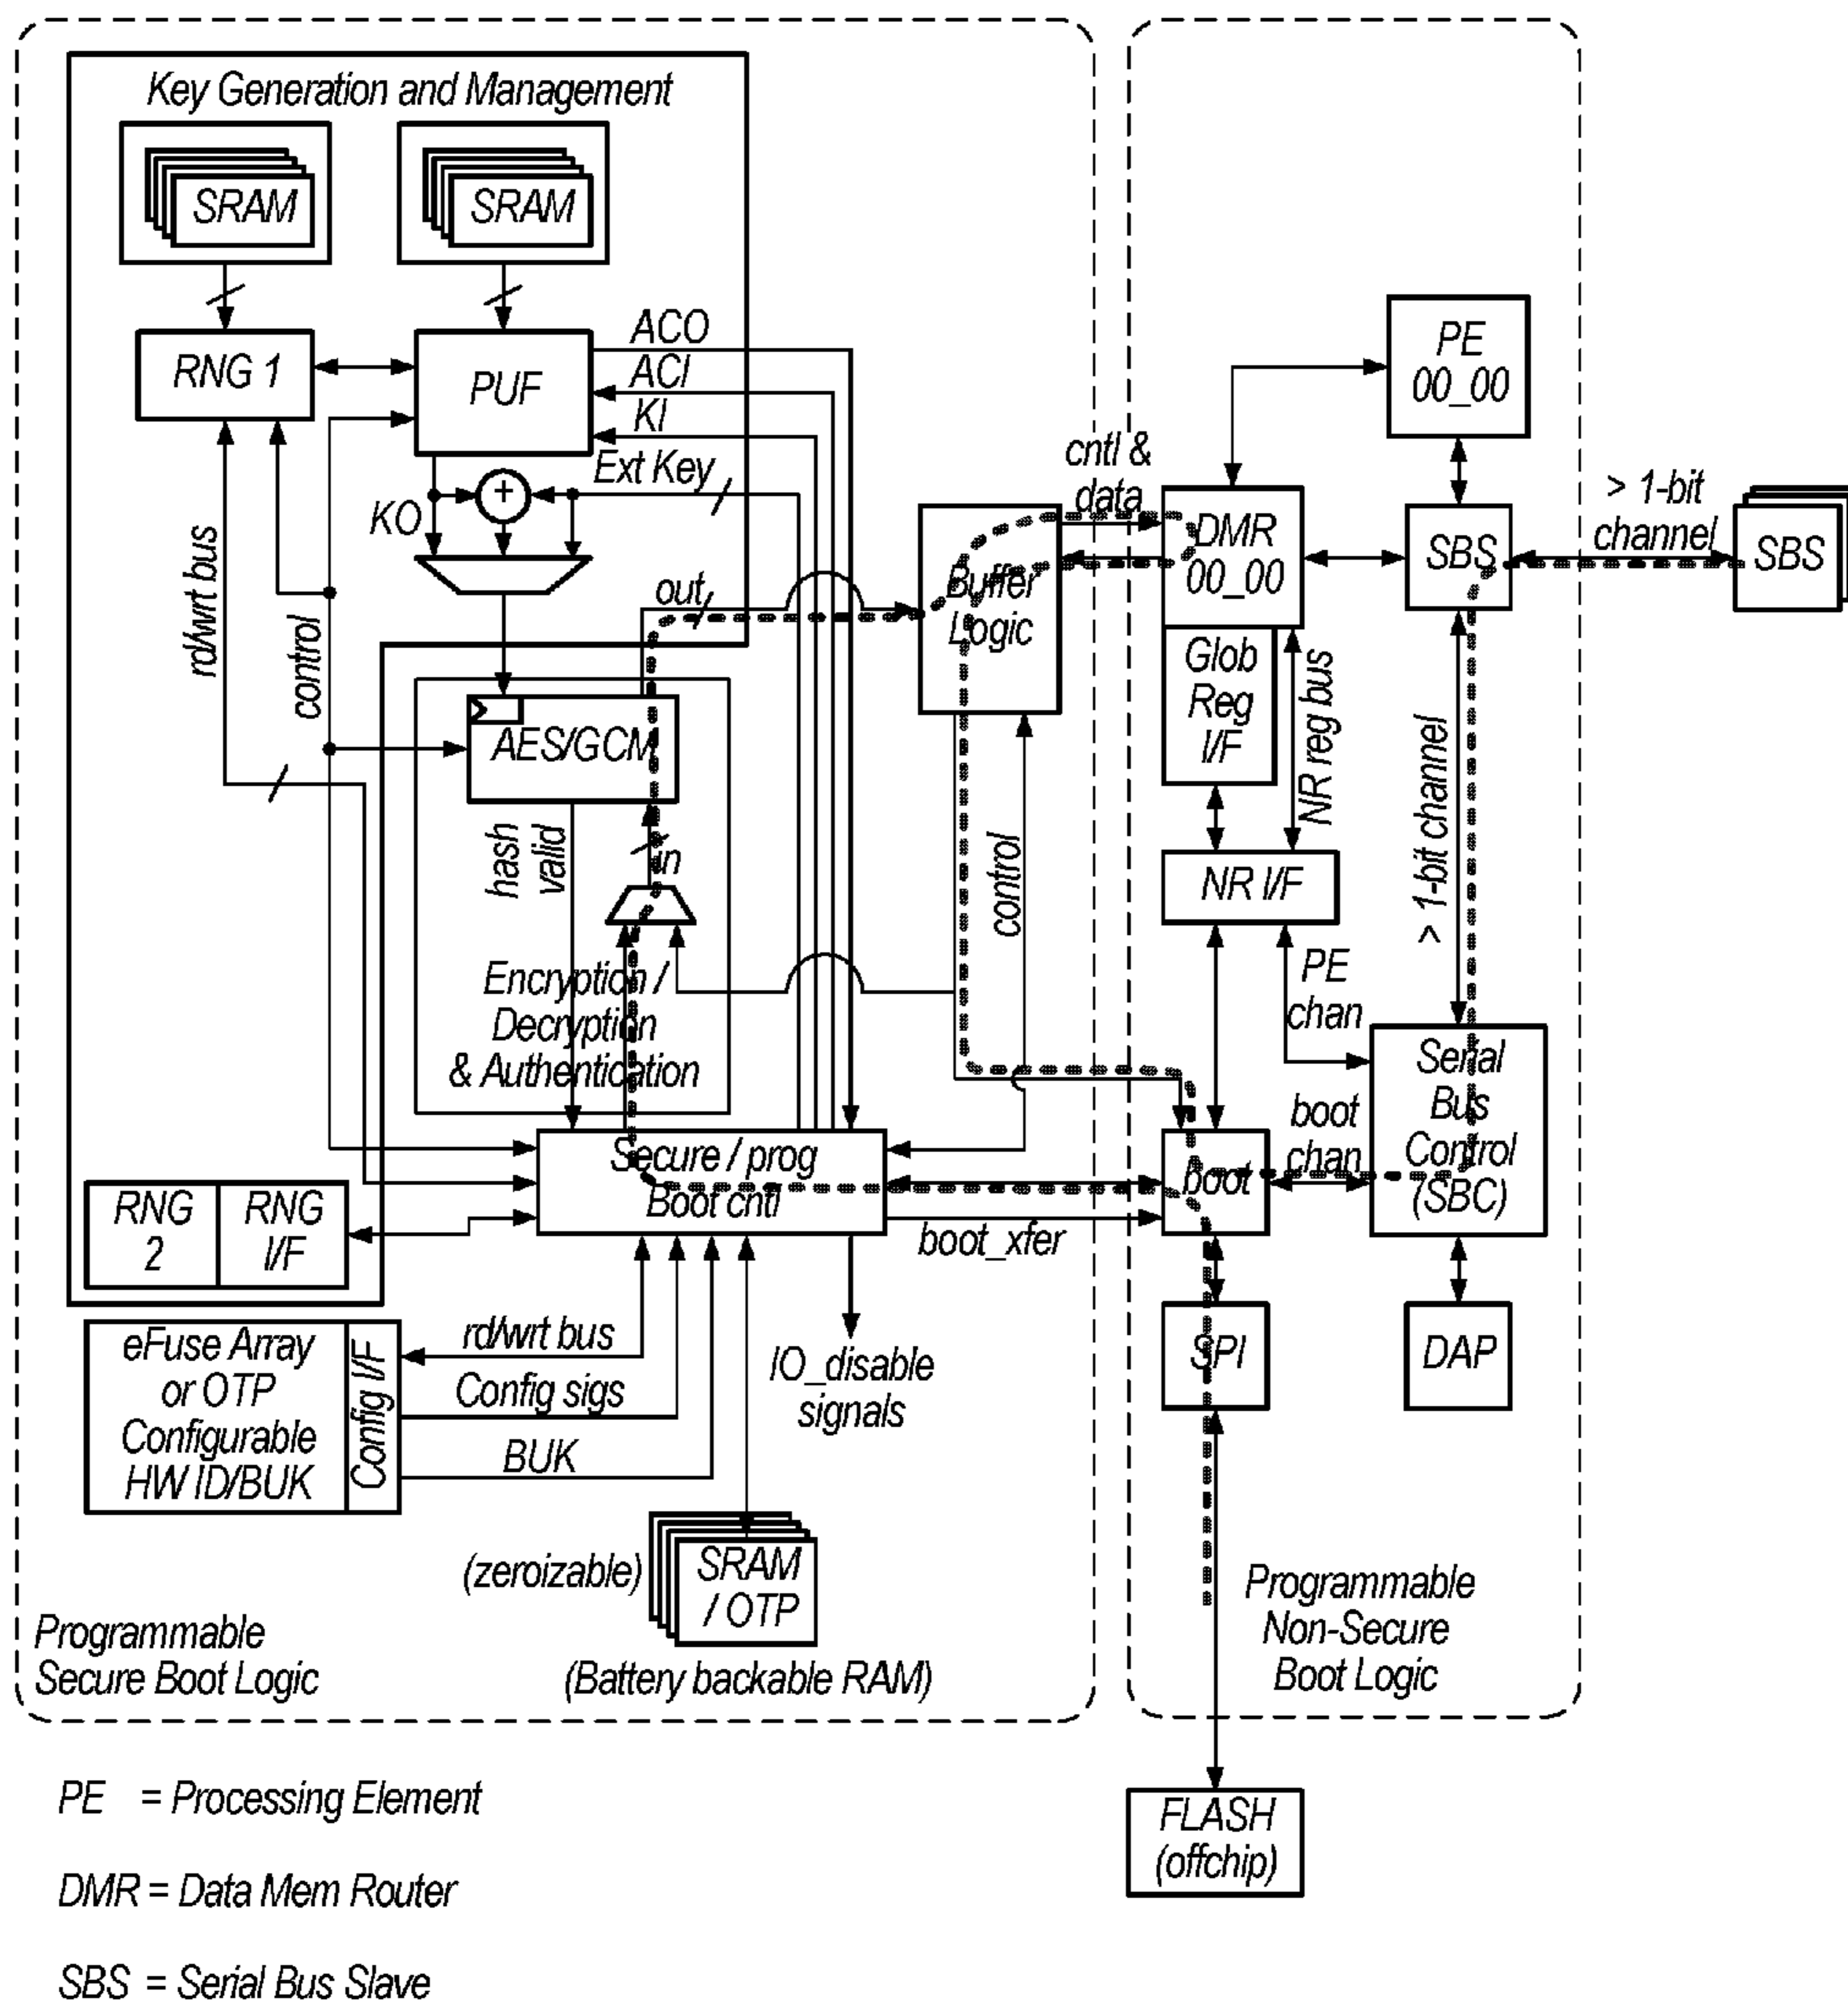 Key Generation and Management
SRAM
SRAM
RNG 1
PUF
ACO
ACI
KI
Ext Key
KO
+
rd/wrt bus
control
out
AES/GCM
hash
valid
in
Encryption /
Decryption
& Authentication
Secure / prog
Boot cntl
RNG
2
RNG
I/F
eFuse Array
or OTP
Configurable
HW ID/BUK
Config I/F
rd/wrt bus
Config sigs
BUK
IO_disable
signals
(zeroizable)
SRAM
/ OTP
(Battery backable RAM)
Programmable
Secure Boot Logic
Buffer
Logic
control
boot_xfer
cntl &
data
PE
00_00
DMR
00_00
SBS
> 1-bit
channel
SBS
Glob
Reg
I/F
NR reg bus
> 1-bit channel
NR I/F
PE
chan
Serial
Bus
Control
(SBC)
boot
chan
boot
SPI
DAP
Programmable
Non-Secure
Boot Logic
FLASH
(offchip)
PE = Processing Element
DMR = Data Mem Router
SBS = Serial Bus Slave